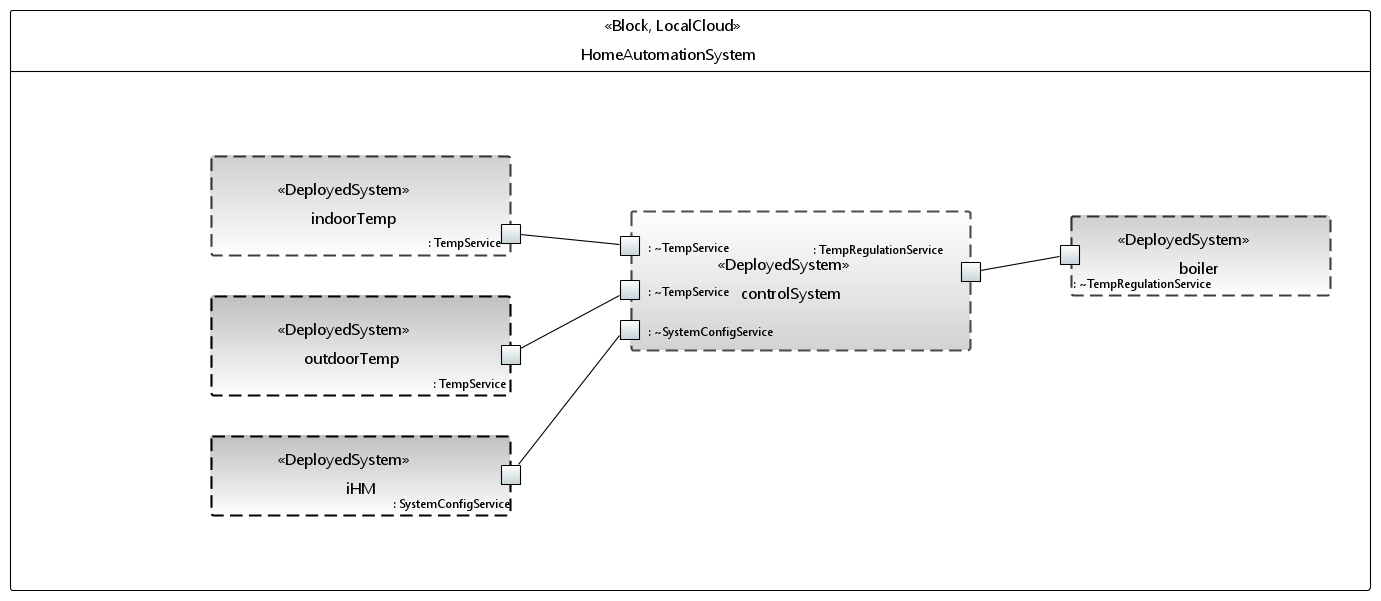 «Block, LocalCloud»
HomeAutomationSystem
«DeployedSystem»
indoorTemp
: TempService
«DeployedSystem»
outdoorTemp
: TempService
«DeployedSystem»
iHM
: SystemConfigService
: ~TempService
: TempRegulationService
«DeployedSystem»
: ~TempService
controlSystem
: ~SystemConfigService
«DeployedSystem»
boiler
: ~TempRegulationService